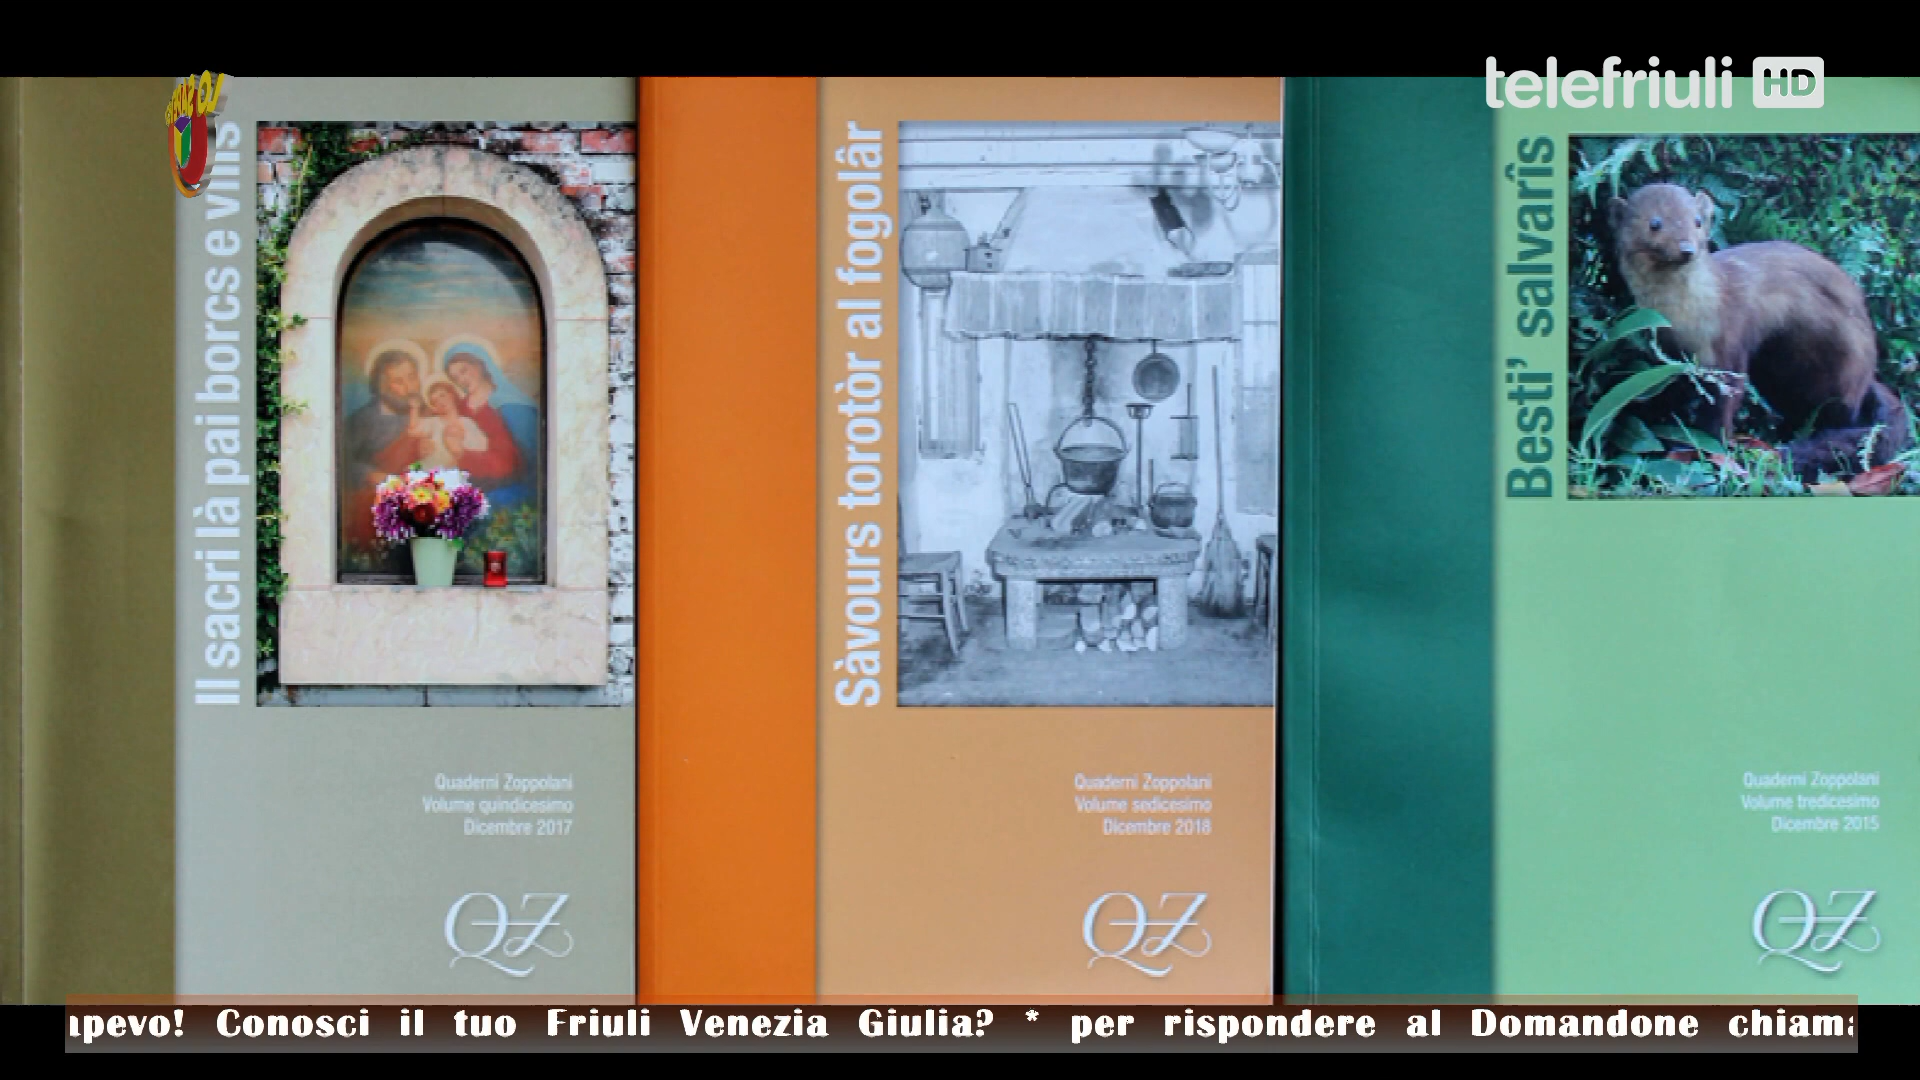 telefriuli HD
Il sacri là pai borcs e vilis
Quaderni Zoppolani
Volume quindicesimo
Dicembre 2017
QZ
Sàvours torotòr al fogolâr
Quaderni Zoppolani
Volume sedicesimo
Dicembre 2018
QZ
Besti' salvarîs
Quaderni Zoppolani
Volume tredicesimo
Dicembre 2015
QZ
apevo! Conosci il tuo Friuli Venezia Giulia? * per rispondere al Domandone chiama